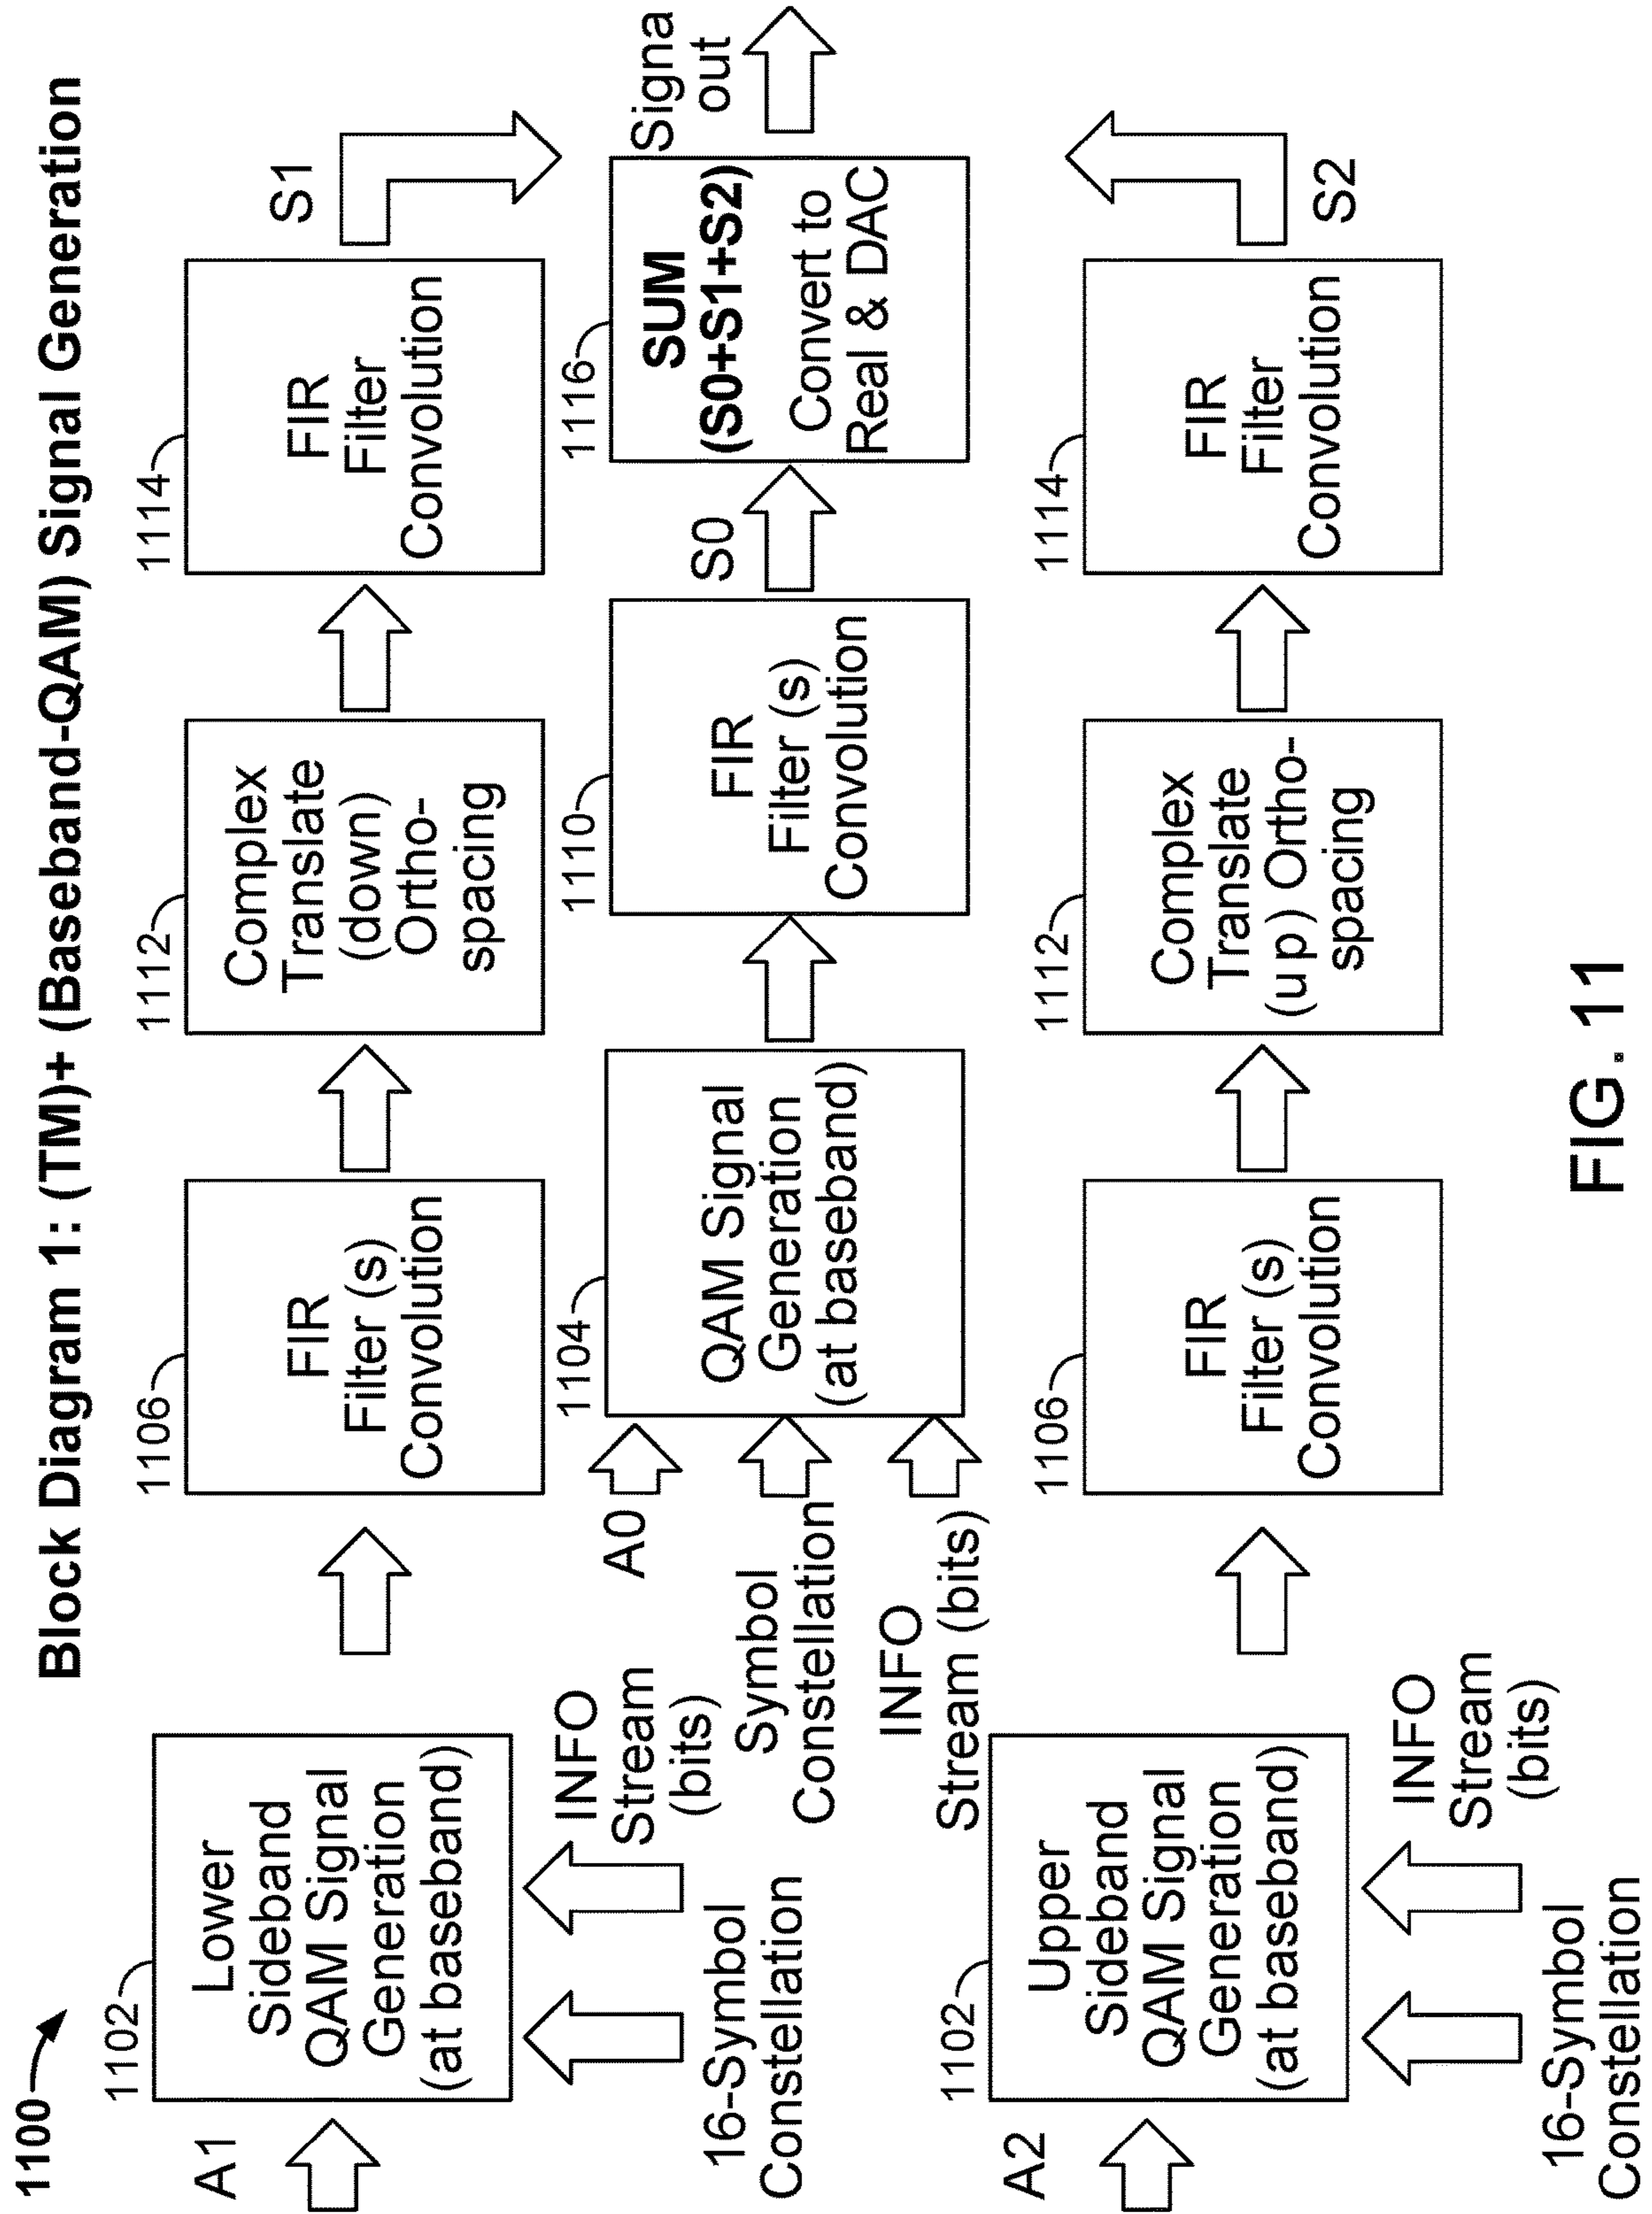 Block Diagram 1: (TM)+ (Baseband-QAM) Signal Generation
1100
A1
1102
Lower
Sideband
QAM Signal
Generation
(at baseband)
16-Symbol
Constellation
INFO
Stream
(bits)
1106
FIR
Filter (s)
Convolution
1112
Complex
Translate
(down)
Ortho-
spacing
1114
FIR
Filter
Convolution
S1
A0
Symbol
Constellation
INFO
Stream (bits)
1104
QAM Signal
Generation
(at baseband)
1110
FIR
Filter (s)
Convolution
S0
1116
SUM
(S0+S1+S2)
Convert to
Real & DAC
Signa
out
A2
1102
Upper
Sideband
QAM Signal
Generation
(at baseband)
16-Symbol
Constellation
INFO
Stream
(bits)
1106
FIR
Filter (s)
Convolution
1112
Complex
Translate
(up) Ortho-
spacing
1114
FIR
Filter
Convolution
S2
FIG. 11